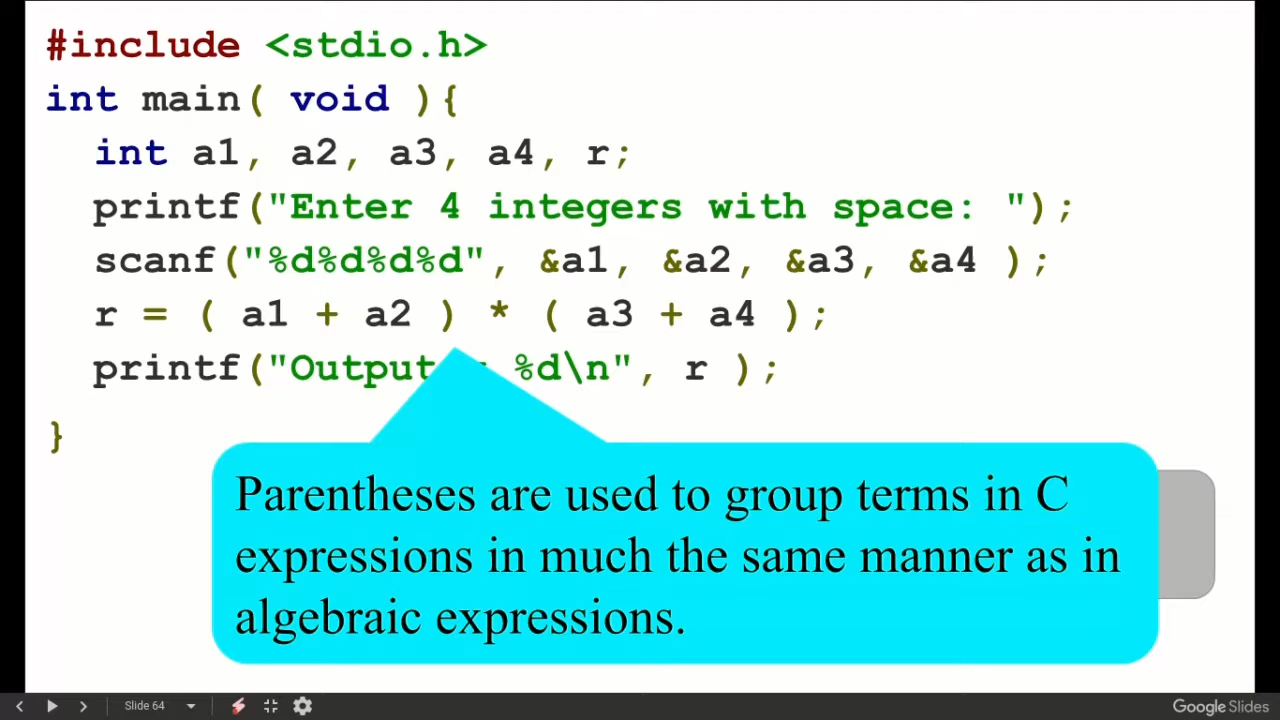 #include <stdio.h>
int main( void ){
int a1, a2, a3, a4, r;
printf("Enter 4 integers with space: ");
scanf("%d%d%d%d", &a1, &a2, &a3, &a4 );
r = ( a1 + a2 ) * ( a3 + a4 );
printf("Output %d\n", r );
}
Parentheses are used to group terms in C
expressions in much the same manner as in
algebraic expressions.
Slide 64
Google Slides